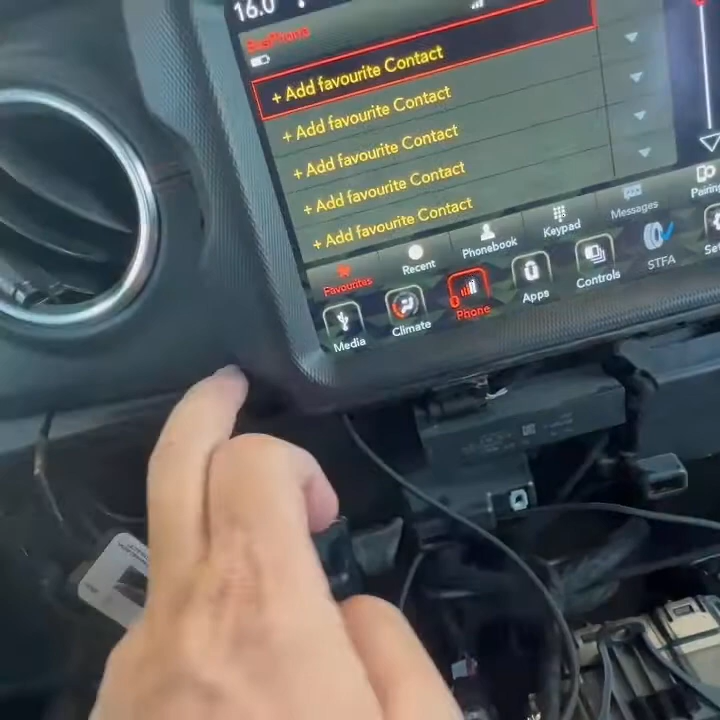 16.0
+ Add favourite Contact
+ Add favourite Contact
+ Add favourite Contact
+ Add favourite Contact
+ Add favourite Contact
Favourites
Recent
Phonebook
Keypad
Messages
Pairing
Media
Climate
Phone
Apps
Controls
STFA